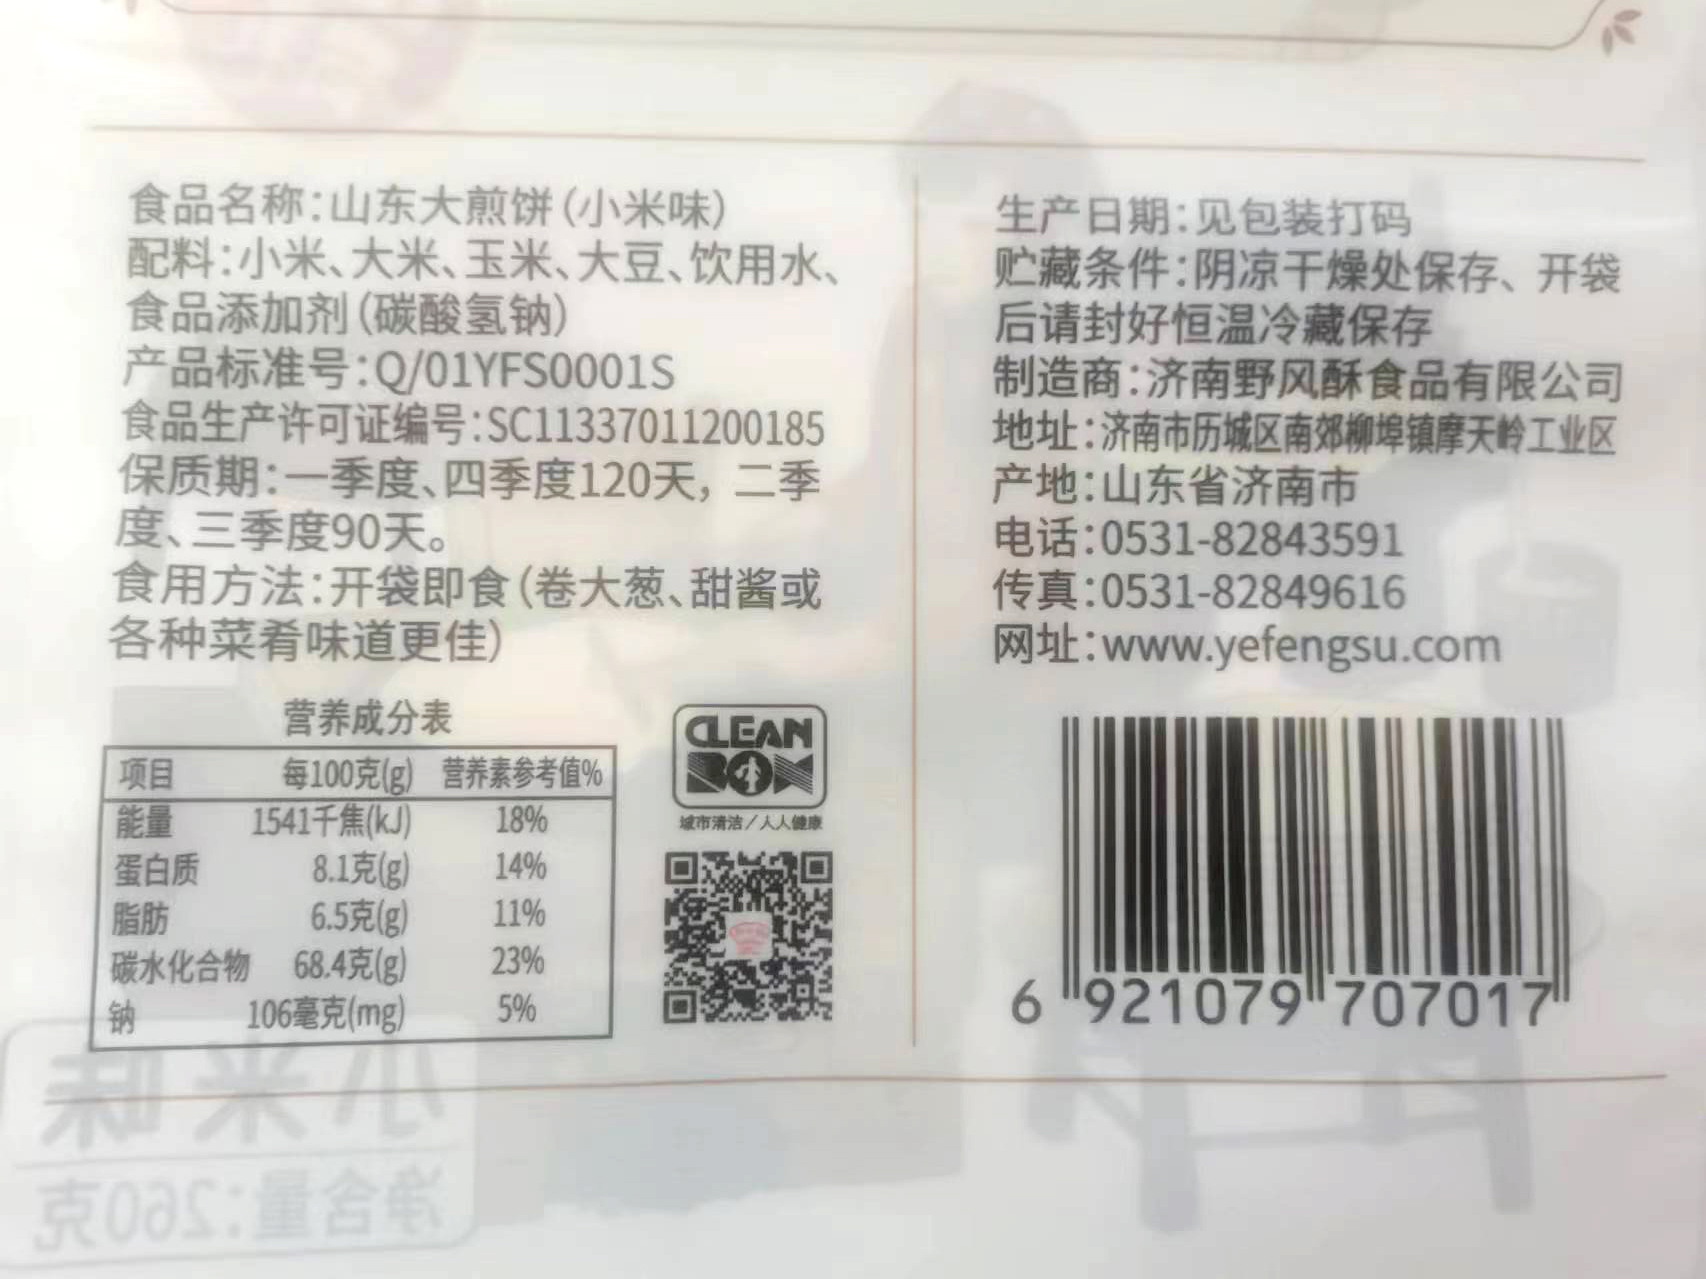 食品名称:山东大煎饼(小米味)
配料:小米、大米、玉米、大豆、饮用水、
食品添加剂(碳酸氢钠)
产品标准号:Q/01YFS0001S
食品生产许可证编号:SC11337011200185
保质期:一季度、四季度120天，二季
度、三季度90天。
食用方法:开袋即食(卷大葱、甜酱或
各种菜肴味道更佳)
营养成分表
项目 每100克(g) 营养素参考值%
能量 1541千焦(kJ) 18%
蛋白质 8.1克(g) 14%
脂肪 6.5克(g) 11%
碳水化合物 68.4克(g) 23%
钠 106毫克(mg) 5%
CLEAN
BOX
城市清洁/人人健康
生产日期:见包装打码
贮藏条件:阴凉干燥处保存、开袋
后请封好恒温冷藏保存
制造商:济南野风酥食品有限公司
地址:济南市历城区南郊柳埠镇摩天岭工业区
产地:山东省济南市
电话:0531-82843591
传真:0531-82849616
网址:www.yefengsu.com
6 921079 707017
小米味
净含量:260克